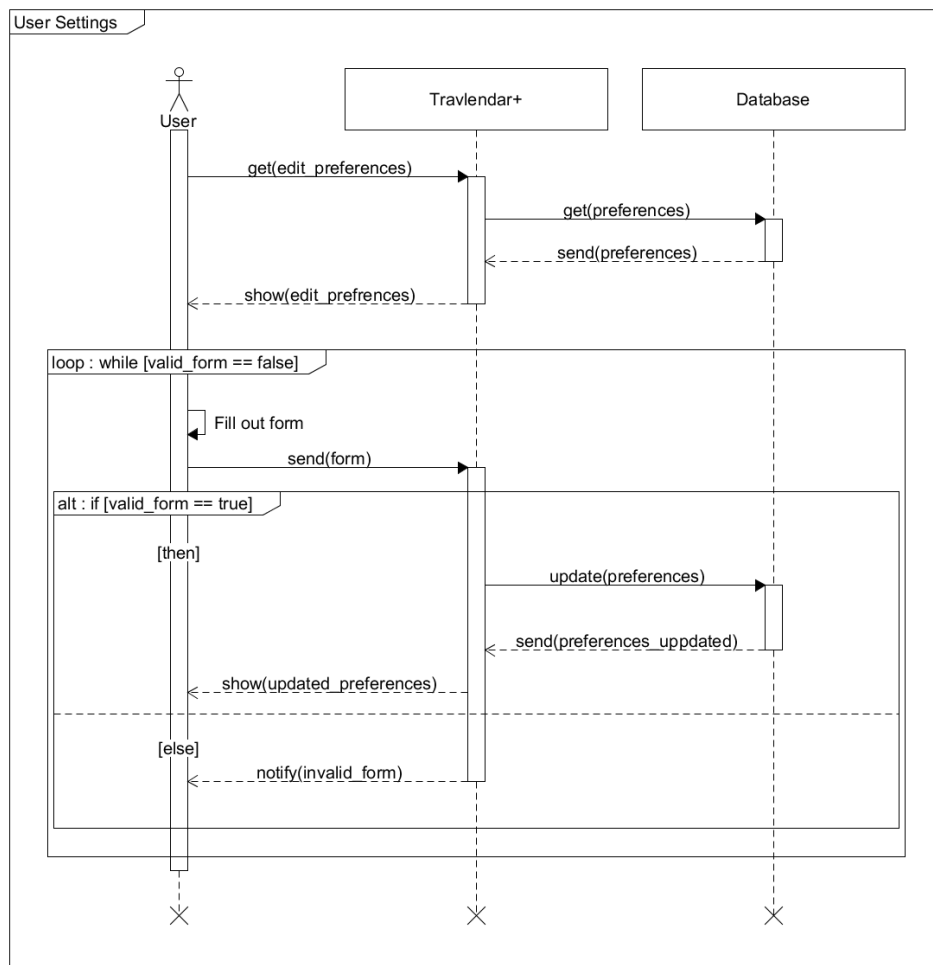 User Settings
User
Travlendar+
Database
get(edit_preferences)
get(preferences)
send(preferences)
show(edit_prefrences)
loop : while [valid_form == false]
Fill out form
send(form)
alt : if [valid_form == true]
[then]
update(preferences)
send(preferences_uppdated)
show(updated_preferences)
[else]
notify(invalid_form)